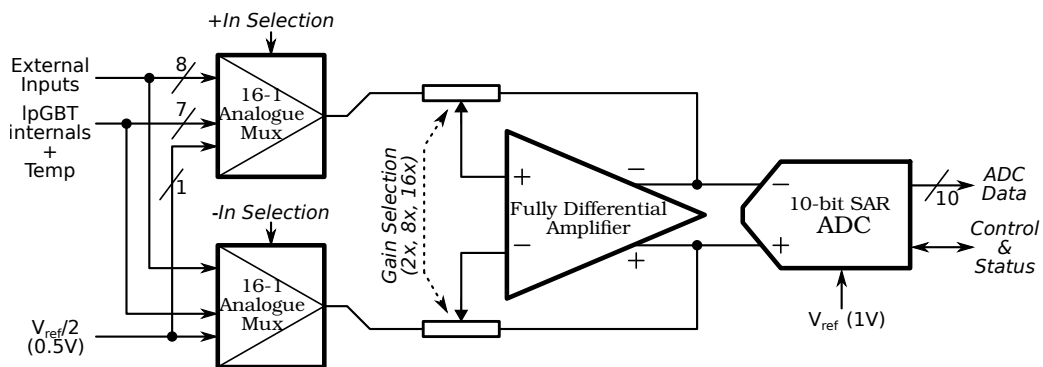 +In Selection
External
Inputs
8
lpGBT
internals
+
Temp
7
1
16-1
Analogue
Mux
-In Selection
16-1
Analogue
Mux
V_ref/2
(0.5V)
Gain Selection
(2x, 8x, 16x)
+
−
Fully Differential
Amplifier
−
+
−
+
10-bit SAR
ADC
10
ADC
Data
Control
&
Status
V_ref (1V)